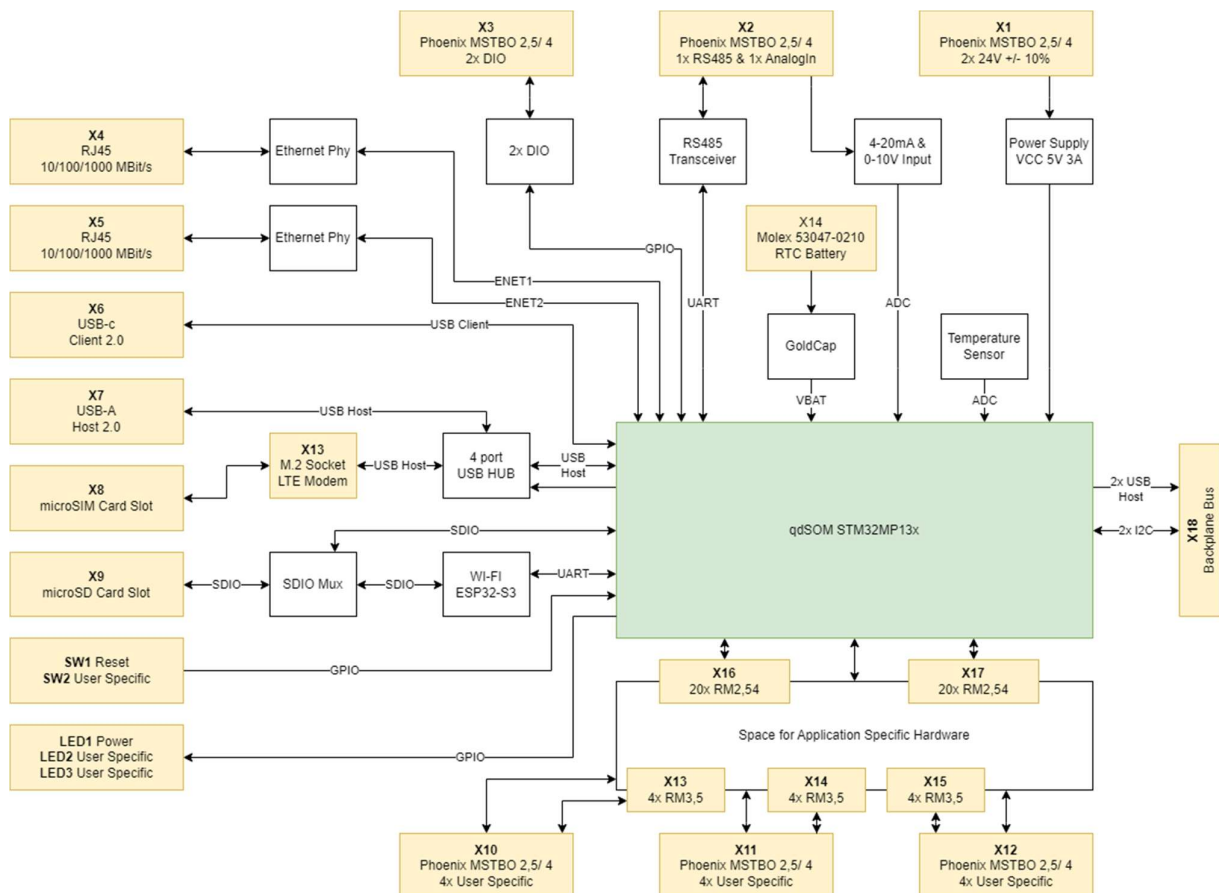 X3
Phoenix MSTBO 2,5/ 4
2x DIO
X2
Phoenix MSTBO 2,5/ 4
1x RS485 & 1x AnalogIn
X1
Phoenix MSTBO 2,5/ 4
2x 24V +/- 10%
X4
RJ45
10/100/1000 MBit/s
Ethernet Phy
2x DIO
RS485
Transceiver
4-20mA &
0-10V Input
Power Supply
VCC 5V 3A
X5
RJ45
10/100/1000 MBit/s
Ethernet Phy
X14
Molex 53047-0210
RTC Battery
GPIO
ENET1
ENET2
UART
ADC
X6
USB-c
Client 2.0
USB Client
GoldCap
Temperature
Sensor
VBAT
ADC
X7
USB-A
Host 2.0
USB Host
X13
M.2 Socket
LTE Modem
USB Host
4 port
USB HUB
USB
Host
X8
microSIM Card Slot
qdSOM STM32MP13x
2x USB
Host
2x I2C
X18
Backplane Bus
SDIO
X9
microSD Card Slot
SDIO
SDIO Mux
SDIO
WI-FI
ESP32-S3
UART
SW1 Reset
SW2 User Specific
GPIO
X16
20x RM2,54
X17
20x RM2,54
LED1 Power
LED2 User Specific
LED3 User Specific
GPIO
Space for Application Specific Hardware
X13
4x RM3,5
X14
4x RM3,5
X15
4x RM3,5
X10
Phoenix MSTBO 2,5/ 4
4x User Specific
X11
Phoenix MSTBO 2,5/ 4
4x User Specific
X12
Phoenix MSTBO 2,5/ 4
4x User Specific